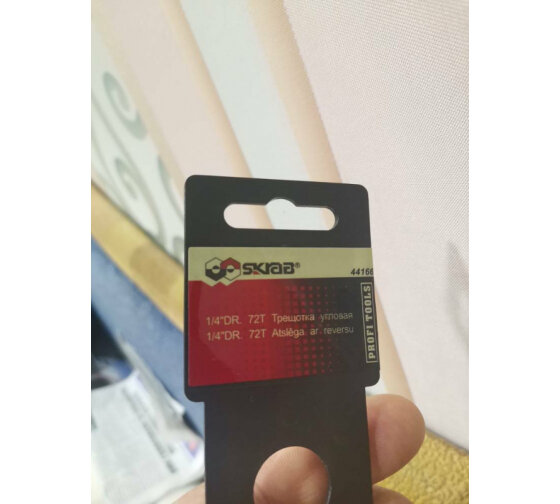 SKRAB®
44166
1/4"DR. 72T Трещотка угловая
1/4"DR. 72T Atslēga ar reversu
PROFI TOOLS